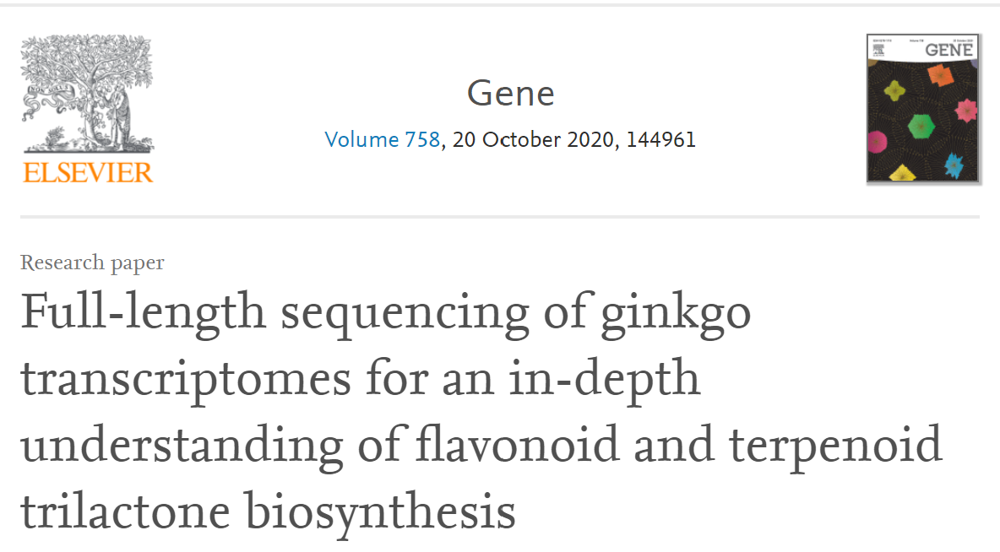 ELSEVIER
Gene
Volume 758, 20 October 2020, 144961
GENE
Research paper
Full-length sequencing of ginkgo
transcriptomes for an in-depth
understanding of flavonoid and terpenoid
trilactone biosynthesis